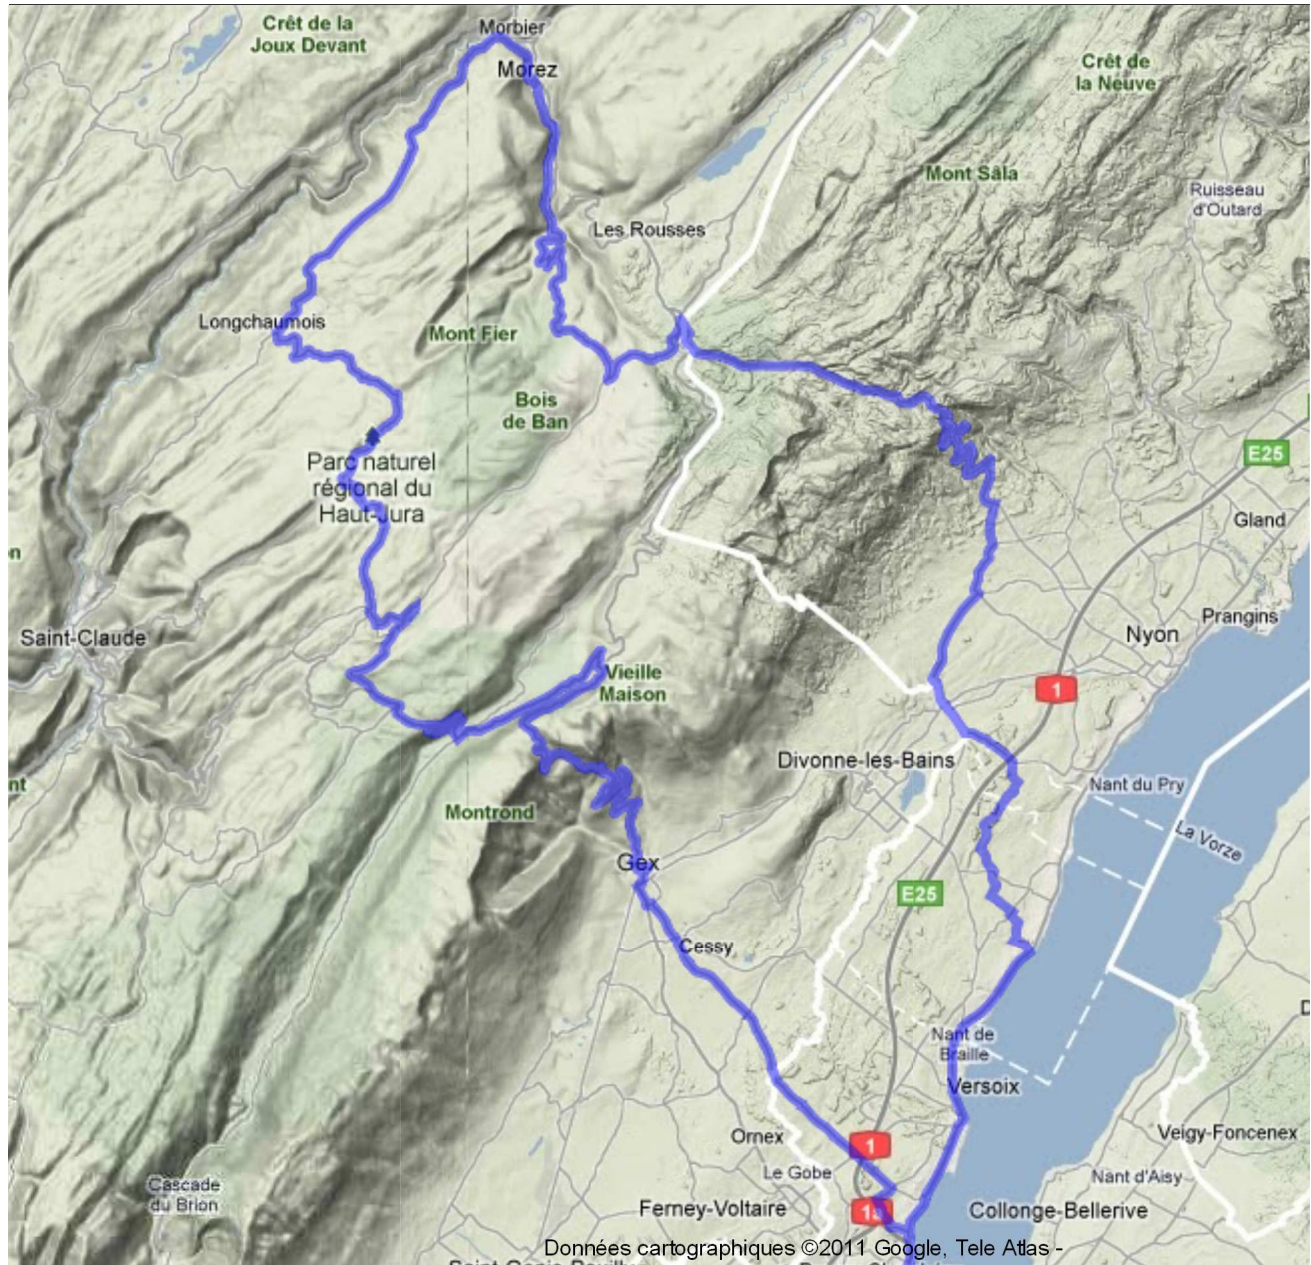 Crêt de la
Joux Devant
Morbier
Morez
Crêt de
la Neuve
Mont Sâla
Ruisseau
d'Outard
Les Rousses
Longchaumois
Mont Fier
Bois
de Ban
E25
Parc naturel
régional du
Haut-Jura
Gland
Prangins
Saint-Claude
Nyon
Vieille
Maison
1
Divonne-les-Bains
Nant du Pry
Montrond
La Vorze
Gex
E25
Cessy
Nant de
Braille
Versoix
Ornex
1
Veigy-Foncenex
Le Gobe
Nant d'Aisy
Cascade
du Brion
Ferney-Voltaire
Collonge-Bellerive
Données cartographiques ©2011 Google, Tele Atlas -